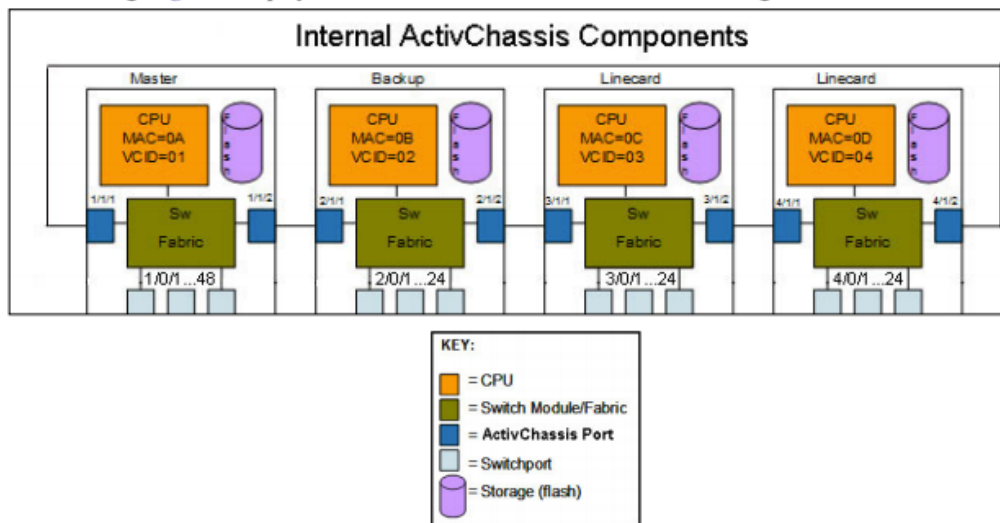 Internal ActivChassis Components
Master
Backup
Linecard
Linecard
CPU
MAC=0A
VCID=01
Flash
CPU
MAC=0B
VCID=02
Flash
CPU
MAC=0C
VCID=03
Flash
CPU
MAC=0D
VCID=04
Flash
1/1/1
1/1/2
2/1/1
2/1/2
3/1/1
3/1/2
4/1/1
4/1/2
Sw
Fabric
Sw
Fabric
Sw
Fabric
Sw
Fabric
1/0/1 ...48
2/0/1 ...24
3/0/1 ...24
4/0/1 ...24
KEY:
= CPU
= Switch Module/Fabric
= ActivChassis Port
= Switchport
= Storage (flash)